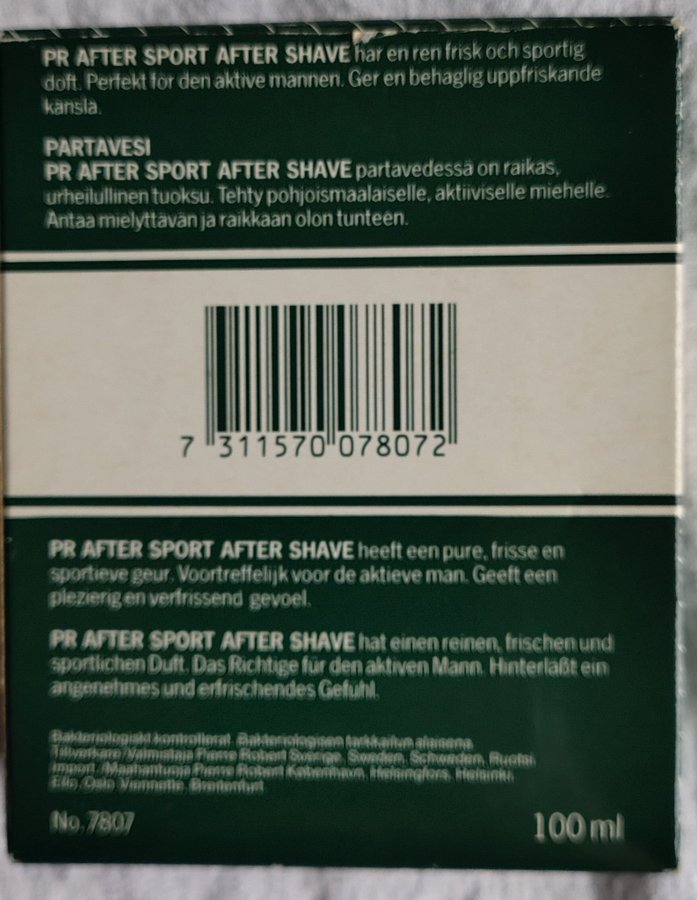 PR AFTER SPORT AFTER SHAVE har en ren frisk och sportig
doft. Perfekt för den aktive mannen. Ger en behaglig uppfriskande
känsla.
PARTAVESI
PR AFTER SPORT AFTER SHAVE partavedessä on raikas,
urheilullinen tuoksu. Tehty pohjoismaalaiselle, aktiiviselle miehelle.
Antaa miellyttävän ja raikkaan olon tunteen.
7 311570 078072
PR AFTER SPORT AFTER SHAVE heeft een pure, frisse en
sportieve geur. Voortreffelijk voor de aktieve man. Geeft een
plezierig en verfrissend gevoel.
PR AFTER SPORT AFTER SHAVE hat einen reinen, frischen und
sportlichen Duft. Das Richtige für den aktiven Mann. Hinterlaßt ein
angenehmes und erfrischendes Gefühl.
Bakteriologiskt kontrollerat. Bakteriologisen tarkkailun alaisena.
Tillverkare/Valmistaja Pierre Robert Sverige, Sweden, Schweden, Ruotsi.
Import./Maahantuoja Pierre Robert København, Helsingfors, Helsinki,
Oslo. Breitenfurt
No. 7807
100 ml